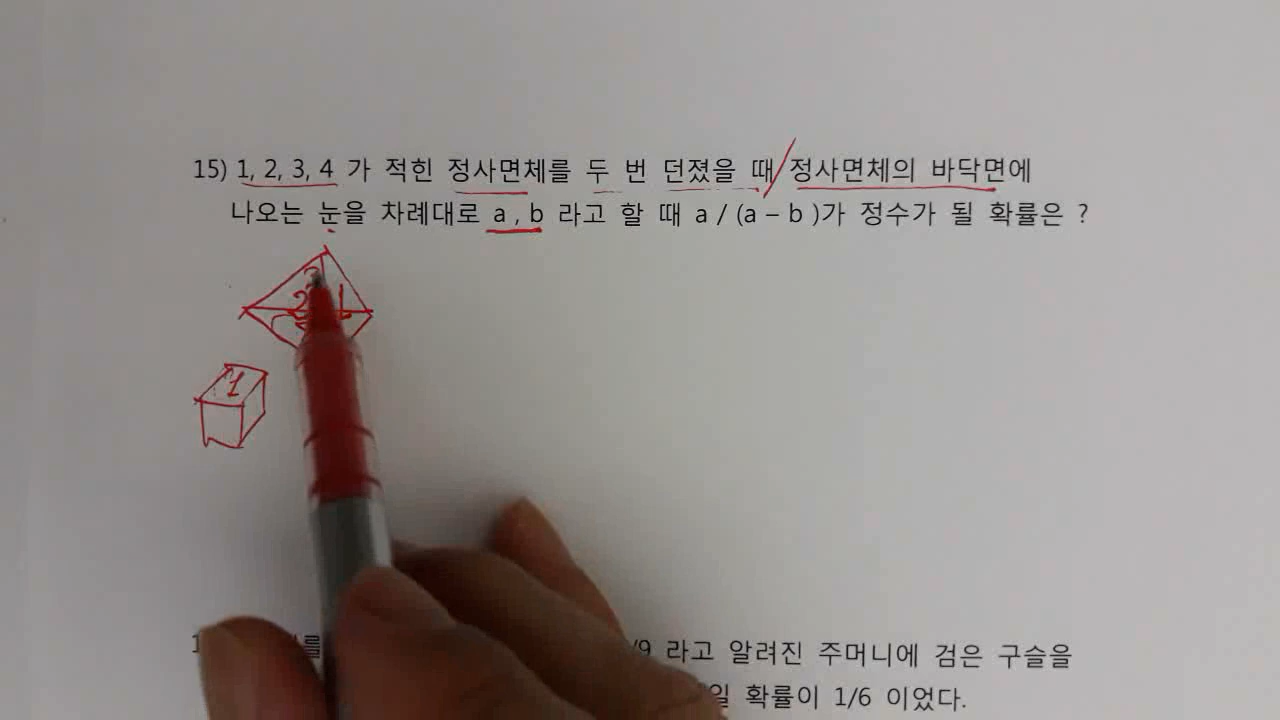 15) 1, 2, 3, 4 가 적힌 정사면체를 두 번 던졌을 때 정사면체의 바닥면에
나오는 눈을 차례대로 a , b 라고 할 때 a / (a – b )가 정수가 될 확률은 ?
3
2 1
1
/9 라고 알려진 주머니에 검은 구슬을
일 확률이 1/6 이었다.